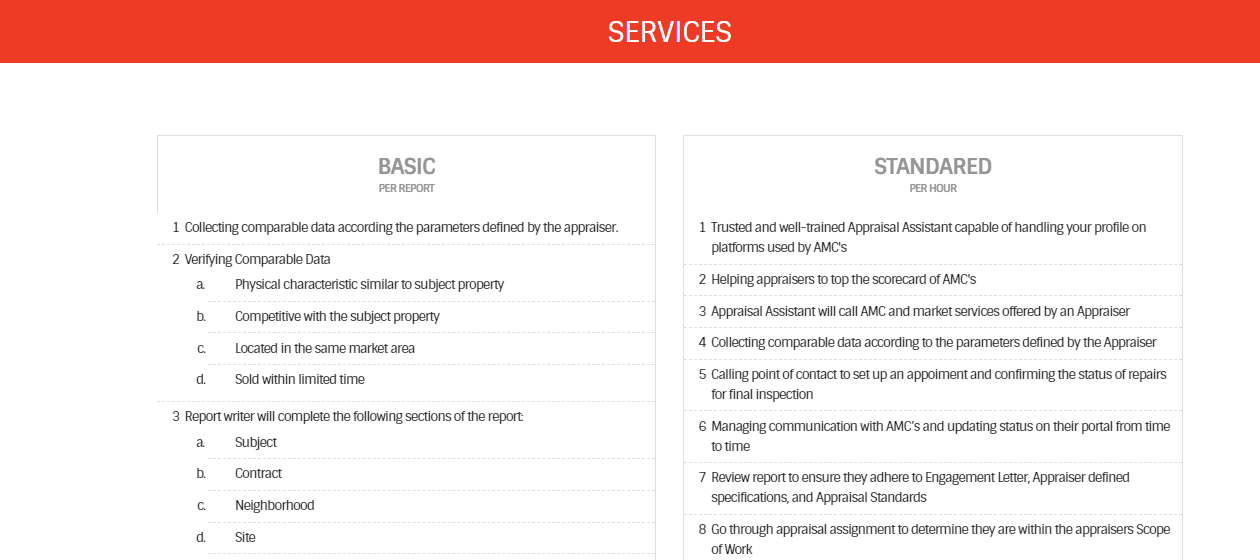 SERVICES
BASIC
PER REPORT
1 Collecting comparable data according the parameters defined by the appraiser.
2 Verifying Comparable Data
a. Physical characteristic similar to subject property
b. Competitive with the subject property
c. Located in the same market area
d. Sold within limited time
3 Report writer will complete the following sections of the report:
a. Subject
b. Contract
c. Neighborhood
d. Site
STANDARED
PER HOUR
1 Trusted and well-trained Appraisal Assistant capable of handling your profile on
platforms used by AMC's
2 Helping appraisers to top the scorecard of AMC's
3 Appraisal Assistant will call AMC and market services offered by an Appraiser
4 Collecting comparable data according to the parameters defined by the Appraiser
5 Calling point of contact to set up an appoiment and confirming the status of repairs
for final inspection
6 Managing communication with AMC’s and updating status on their portal from time
to time
7 Review report to ensure they adhere to Engagement Letter, Appraiser defined
specifications, and Appraisal Standards
8 Go through appraisal assignment to determine they are within the appraisers Scope
of Work